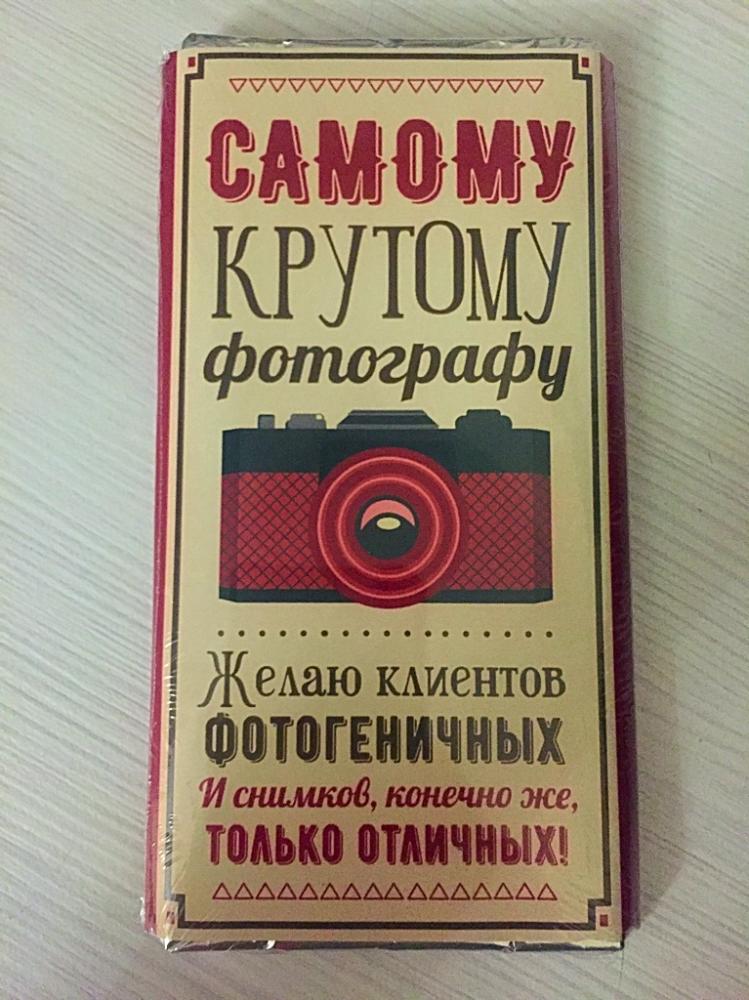 САМОМУ
КРУТОМУ
фотографу
Желаю клиентов
ФОТОГЕНИЧНЫХ
И снимков, конечно же,
ТОЛЬКО ОТЛИЧНЫХ!